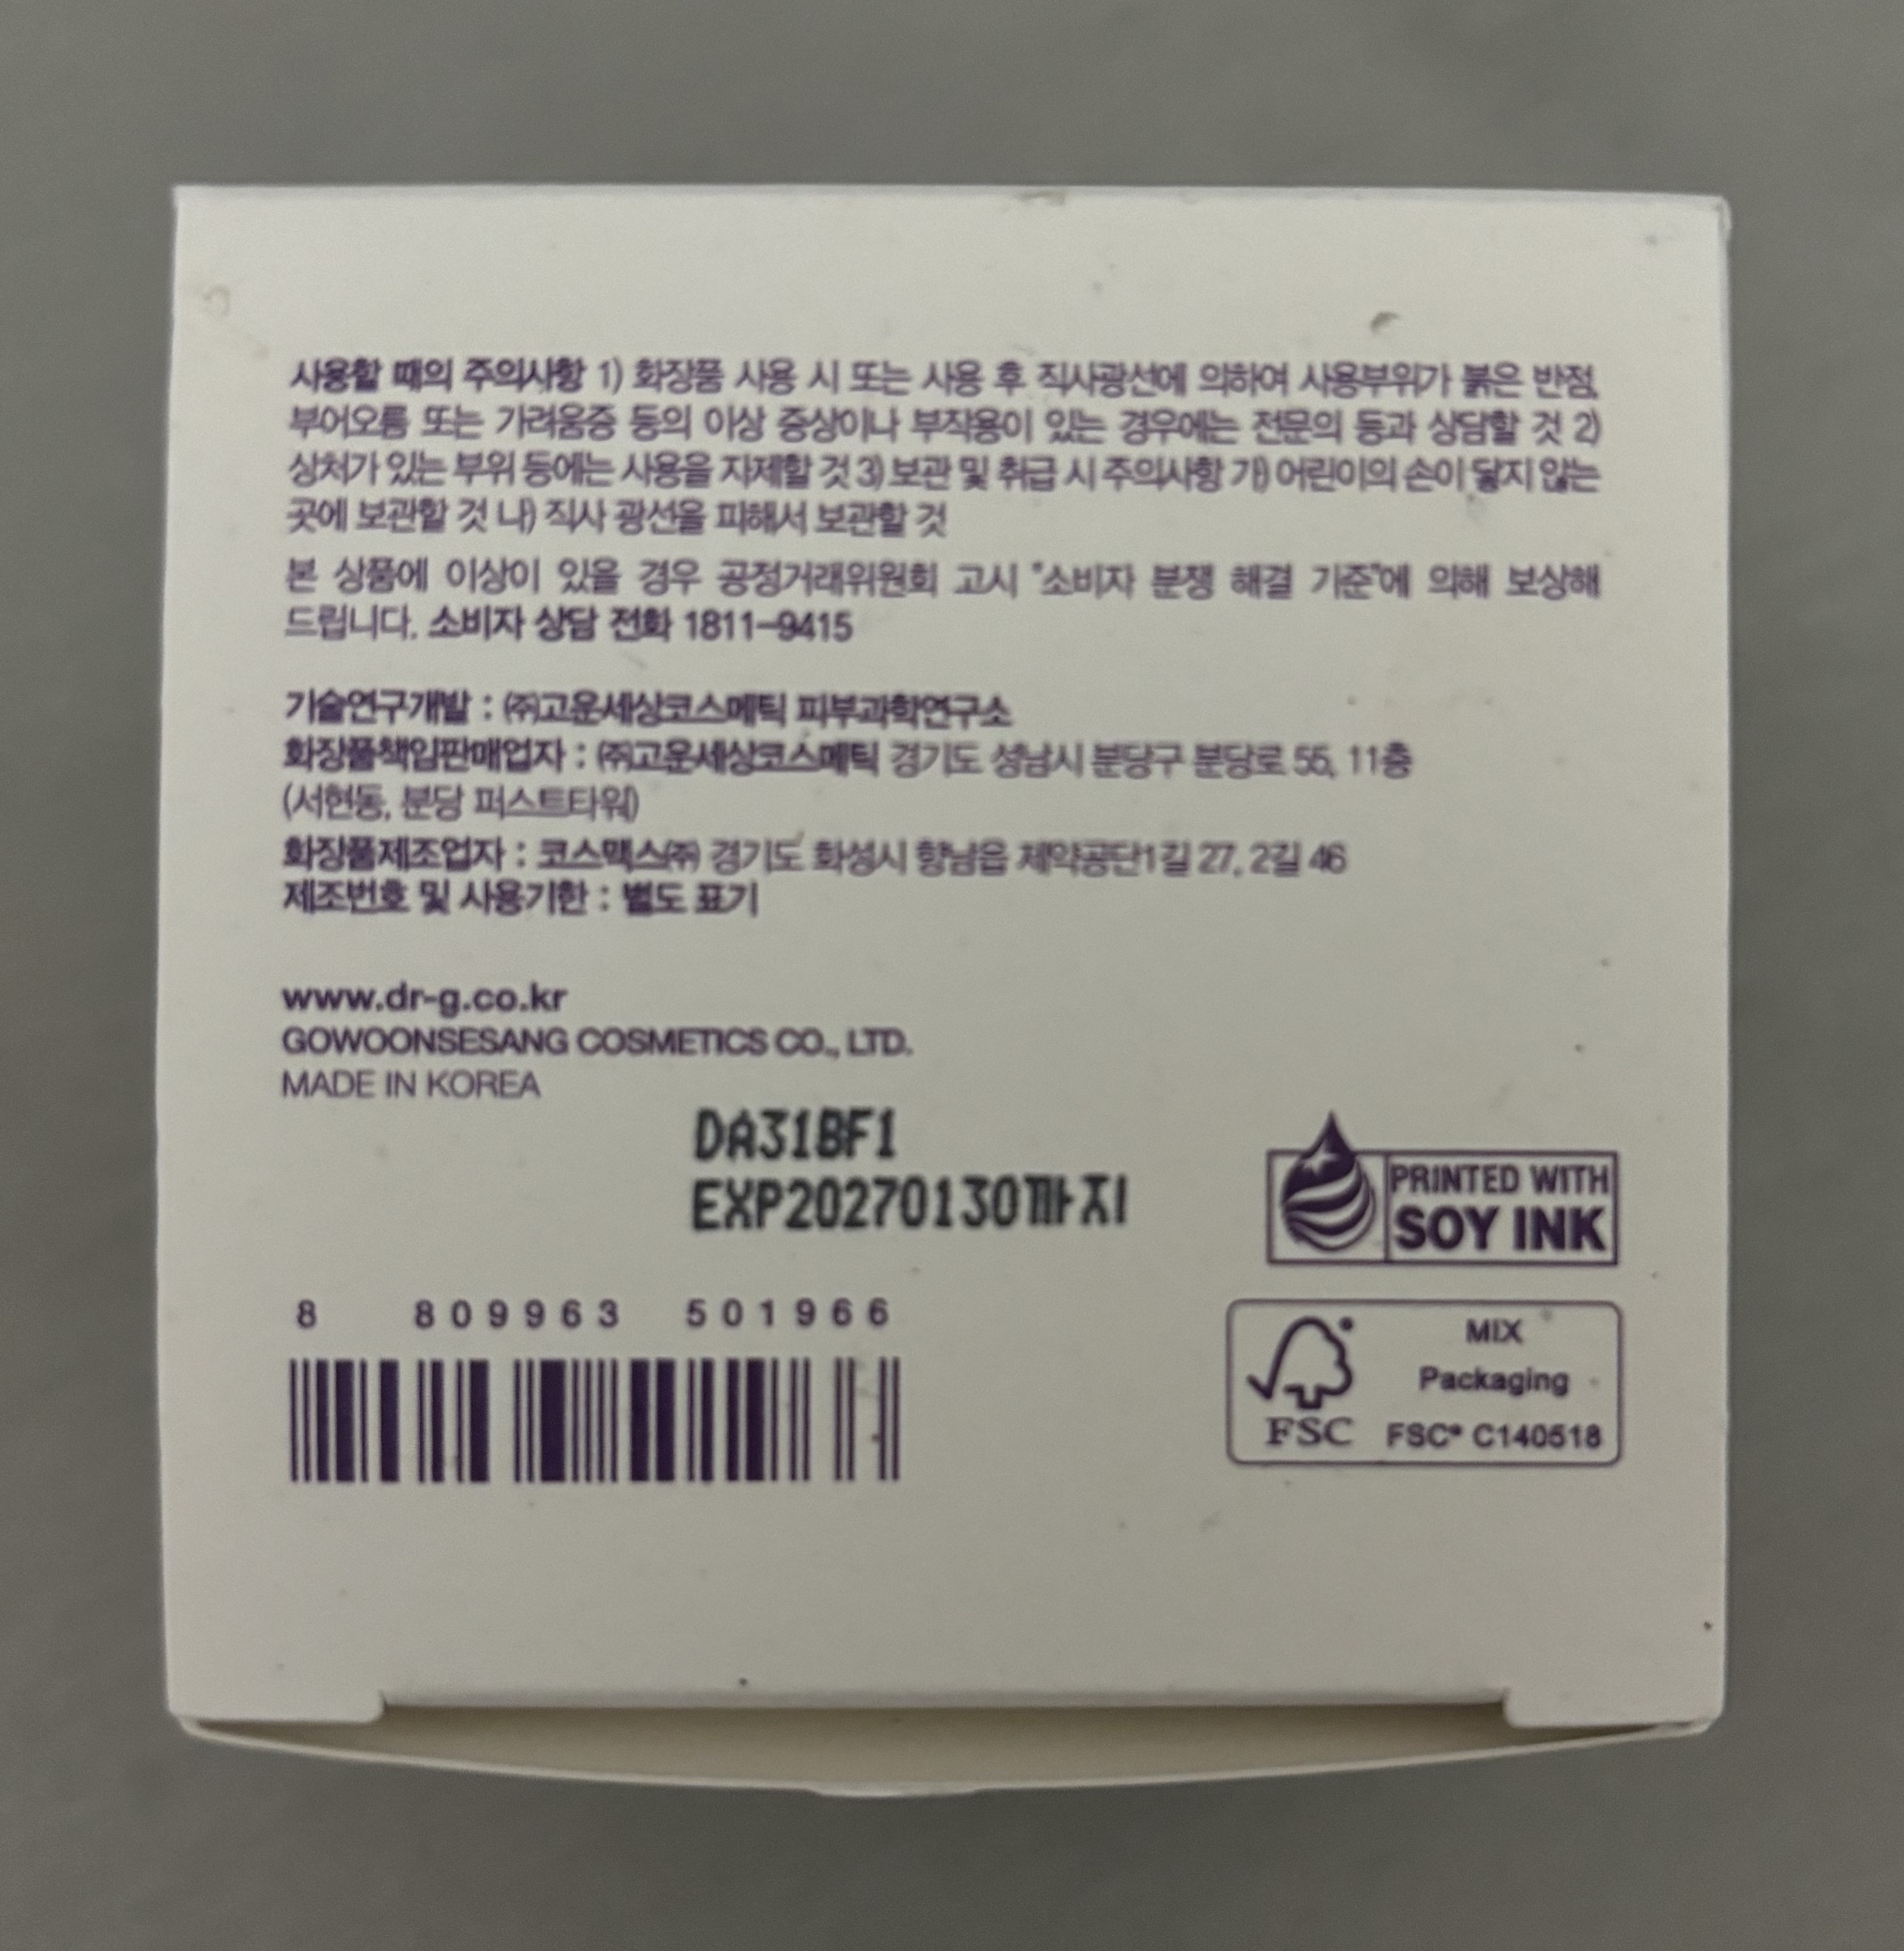 사용할 때의 주의사항 1) 화장품 사용 시 또는 사용 후 직사광선에 의하여 사용부위가 붉은 반점,
부어오름 또는 가려움증 등의 이상 증상이나 부작용이 있는 경우에는 전문의 등과 상담할 것 2)
상처가 있는 부위 등에는 사용을 자제할 것 3) 보관 및 취급 시 주의사항 가) 어린이의 손이 닿지 않는
곳에 보관할 것 나) 직사 광선을 피해서 보관할 것
본 상품에 이상이 있을 경우 공정거래위원회 고시 "소비자 분쟁 해결 기준"에 의해 보상해
드립니다. 소비자 상담 전화 1811-9415
기술연구개발 : ㈜고운세상코스메틱 피부과학연구소
화장품책임판매업자 : ㈜고운세상코스메틱 경기도 성남시 분당구 분당로 55, 11층
(서현동, 분당 퍼스트타워)
화장품제조업자 : 코스맥스㈜ 경기도 화성시 향남읍 제약공단1길 27, 2길 46
제조번호 및 사용기한 : 별도 표기
www.dr-g.co.kr
GOWOONSESANG COSMETICS CO., LTD.
MADE IN KOREA
DA31BF1
EXP20270130까지
PRINTED WITH
SOY INK
8 809963 501966
MIX
Packaging
FSC FSC® C140518